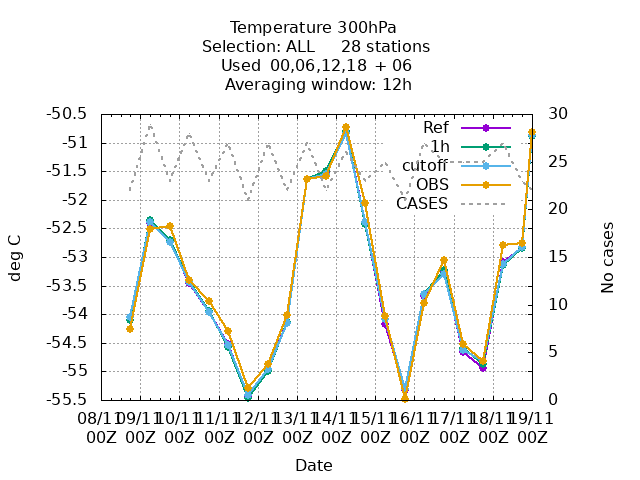 Temperature 300hPa
Selection: ALL 28 stations
Used 00,06,12,18 + 06
Averaging window: 12h
-50.5
-51
-51.5
-52
-52.5
-53
-53.5
-54
-54.5
-55
-55.5
30
25
20
15
10
5
0
Ref
1h
cutoff
OBS
CASES
deg C
No cases
08/11 09/11 10/11 11/11 12/11 13/11 14/11 15/11 16/11 17/11 18/11 19/11
00Z 00Z 00Z 00Z 00Z 00Z 00Z 00Z 00Z 00Z 00Z 00Z
Date